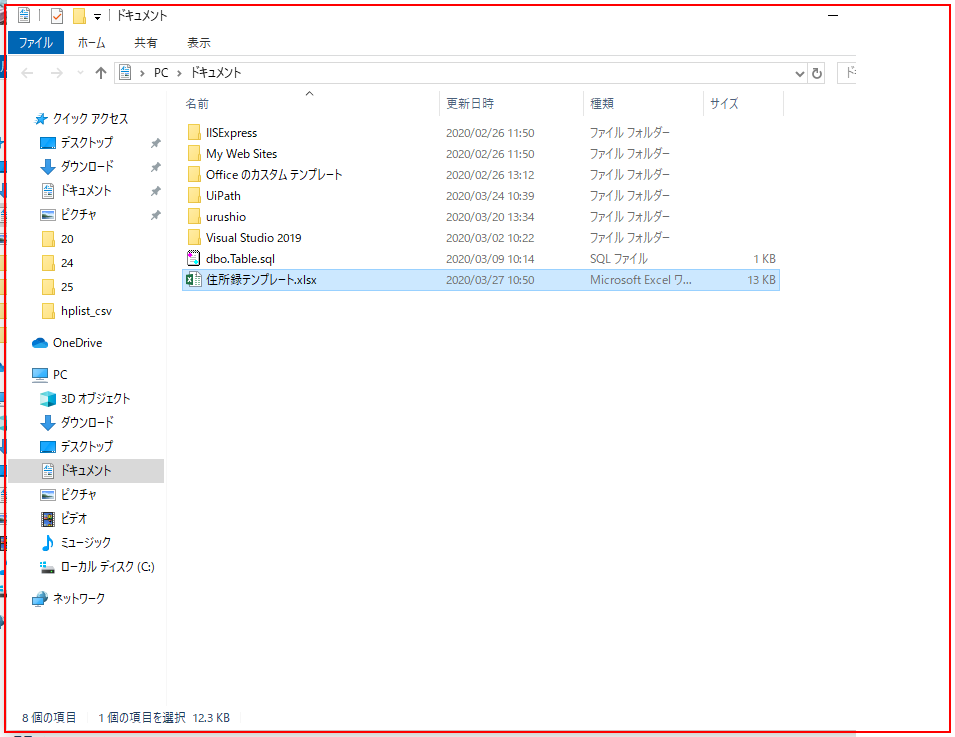 ドキュメント
ファイル ホーム 共有 表示
PC ドキュメント
名前 更新日時 種類 サイズ
クイック アクセス
デスクトップ
ダウンロード
ドキュメント
ピクチャ
20
24
25
hplist_csv
OneDrive
PC
3D オブジェクト
ダウンロード
デスクトップ
ドキュメント
ピクチャ
ビデオ
ミュージック
ローカル ディスク (C:)
ネットワーク
IISExpress 2020/02/26 11:50 ファイル フォルダー
My Web Sites 2020/02/26 11:50 ファイル フォルダー
Office のカスタム テンプレート 2020/02/26 13:12 ファイル フォルダー
UiPath 2020/03/24 10:39 ファイル フォルダー
urushio 2020/03/20 13:34 ファイル フォルダー
Visual Studio 2019 2020/03/02 10:22 ファイル フォルダー
dbo.Table.sql 2020/03/09 10:14 SQL ファイル 1 KB
住所録テンプレート.xlsx 2020/03/27 10:50 Microsoft Excel ワ... 13 KB
8 個の項目 1 個の項目を選択 12.3 KB